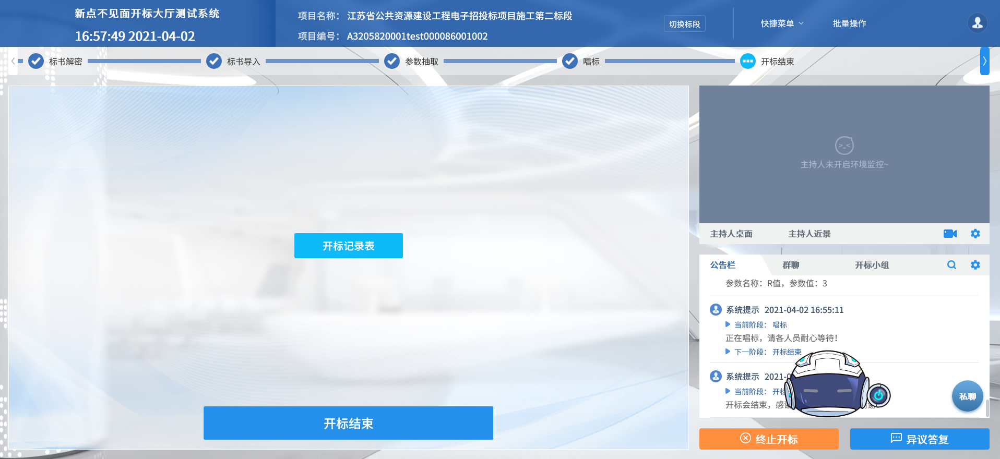 新点不见面开标大厅测试系统
16:57:49 2021-04-02
项目名称： 江苏省公共资源建设工程电子招投标项目施工第二标段
项目编号： A3205820001test000086001002
切换标段
快捷菜单
批量操作
标书解密
标书导入
参数抽取
唱标
开标结束
开标记录表
开标结束
主持人未开启环境监控~
主持人桌面
主持人近景
公告栏
群聊
开标小组
参数名称：R值，参数值：3
系统提示 2021-04-02 16:55:11
当前阶段： 唱标
正在唱标，请各人员耐心等待！
下一阶段： 开标结束
系统提示 2021-0
当前阶段： 开标
开标会结束，感谢
私聊
终止开标
异议答复